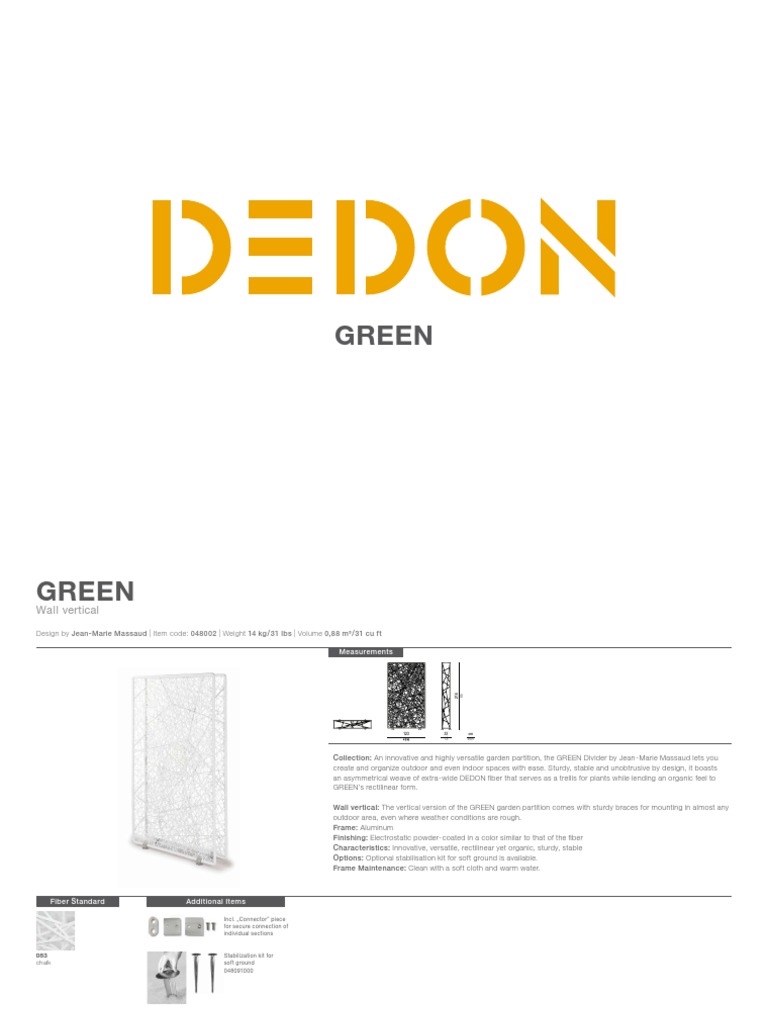 DEDON
GREEN
GREEN
Wall vertical
Design by Jean-Marie Massaud | Item code: 048002 | Weight 14 kg/31 lbs | Volume 0,88 m³/31 cu ft
Measurements
Collection: An innovative and highly versatile garden partition, the GREEN Divider by Jean-Marie Massaud lets you
create and organize outdoor and even indoor spaces with ease. Sturdy, stable and unobtrusive by design, it boasts
an asymmetrical weave of extra-wide DEDON fiber that serves as a trellis for plants while lending an organic feel to
GREEN's rectilinear form.
Wall vertical: The vertical version of the GREEN garden partition comes with sturdy braces for mounting in almost any
outdoor area, even where weather conditions are rough.
Frame: Aluminum
Finishing: Electrostatic powder-coated in a color similar to that of the fiber
Characteristics: Innovative, versatile, rectilinear yet organic, sturdy, stable
Options: Optional stabilisation kit for soft ground is available.
Frame Maintenance: Clean with a soft cloth and warm water.
Fiber Standard
Additional Items
Incl. „Connector" piece
for secure connection of
individual sections
083
chalk
Stabilization kit for
soft ground
048001000